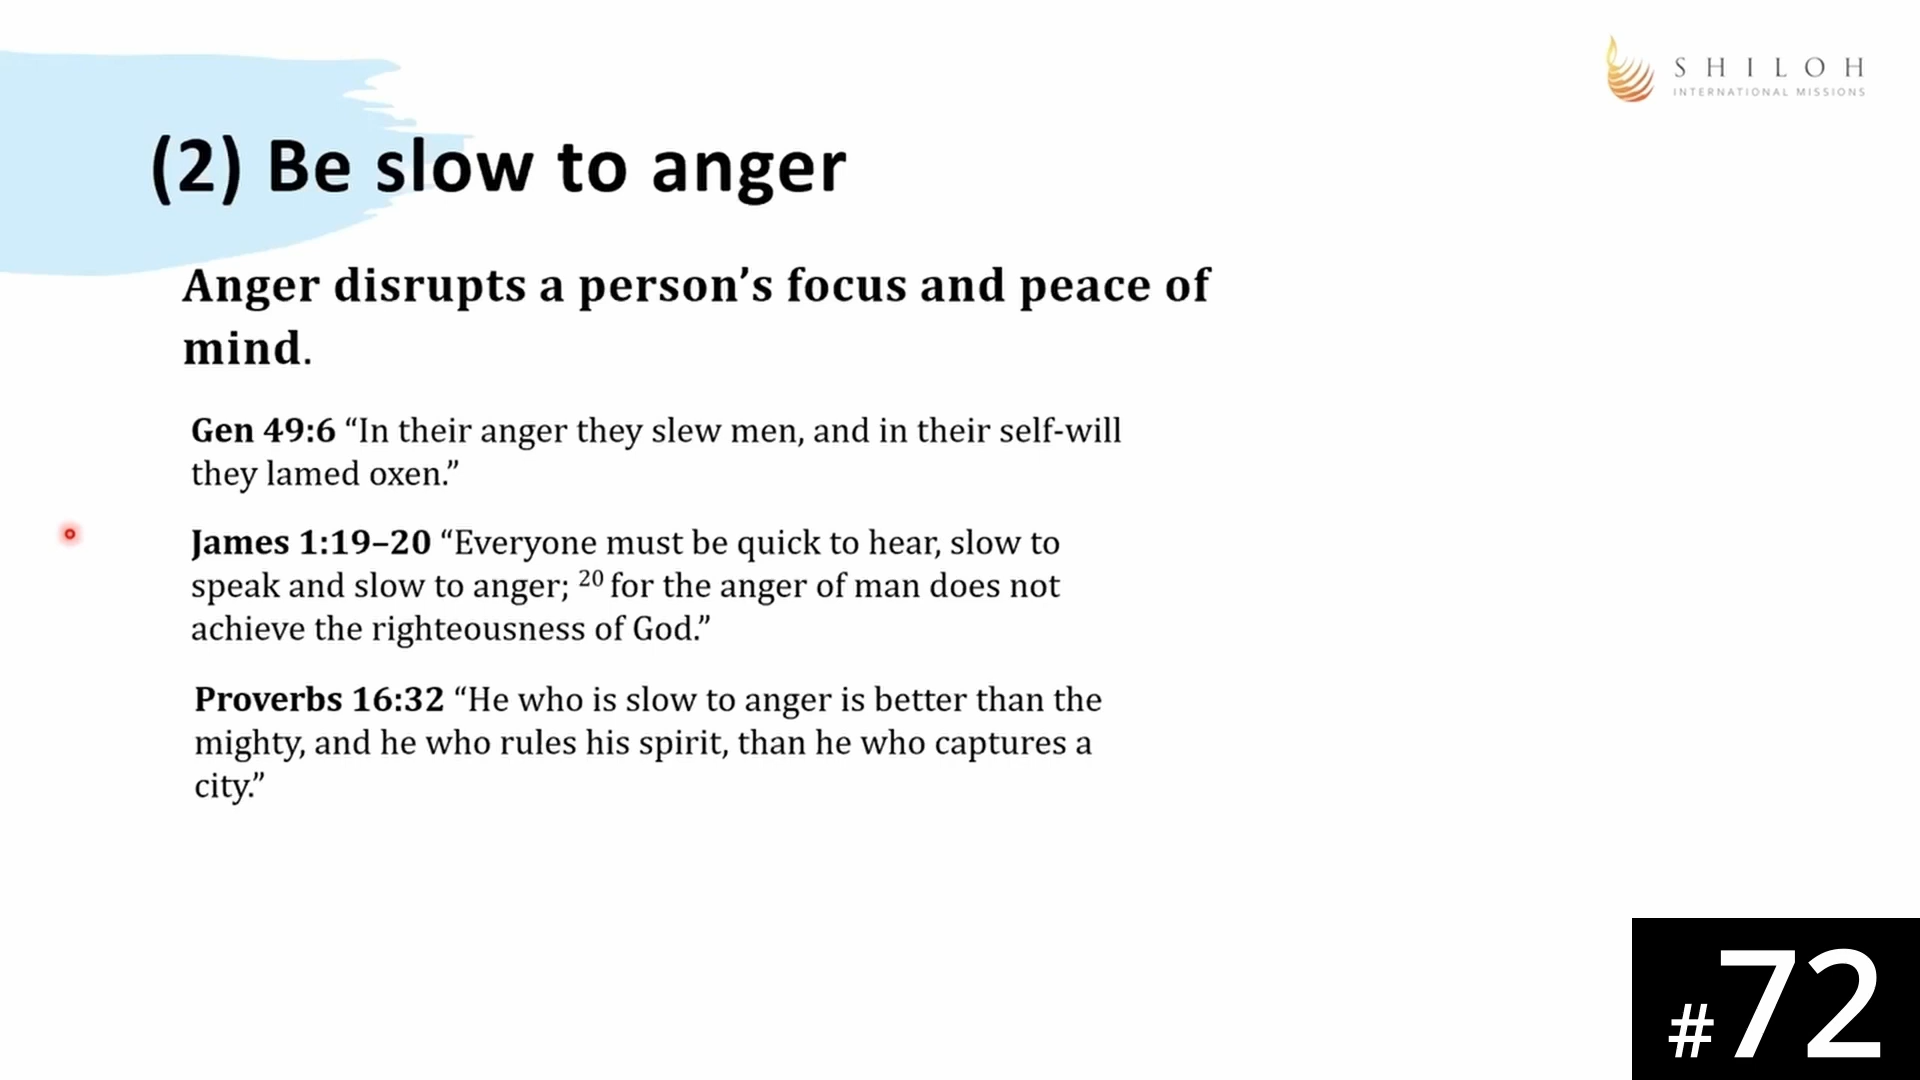 SHILOH
INTERNATIONAL MISSIONS
(2) Be slow to anger
Anger disrupts a person’s focus and peace of
mind.
Gen 49:6 “In their anger they slew men, and in their self-will
they lamed oxen.”
James 1:19–20 “Everyone must be quick to hear, slow to
speak and slow to anger; 20 for the anger of man does not
achieve the righteousness of God.”
Proverbs 16:32 “He who is slow to anger is better than the
mighty, and he who rules his spirit, than he who captures a
city.”
#72